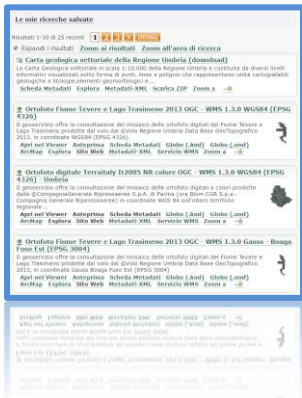 Le mie ricerche salvate
Risultati 1-10 di 25 record 1 2 3 > Ultimo
Espandi i risultati Zoom ai risultati Zoom all'area di ricerca
Carta geologica vettoriale della Regione Umbria (download)
La Carta Geologica vettoriale in scala 1:10.000 della Regione Umbria è costituita da diversi livelli
informativi visualizzati sotto forma di punti, linee e poligoni che rappresentano:unità cartografabili
geologiche e litologie,elementi geomorfologici e...
Scheda Metadati Esplora Metadati-XML Scarica ZIP Zoom a
Ortofoto Fiume Tevere e Lago Trasimeno 2013 OGC - WMS 1.3.0 WGS84 (EPSG
4326)
Il geoservizio offre la consultazione del mosaico delle ortofoto digitali del Fiume Tevere e
Lago Trasimeno prodotte dal volo di Regione Umbria Data Base GeoTopografico
2013, in coordinate WGS84 (EPSG 4326).
Apri nel Viewer Anteprima Scheda Metadati Globo (.kml) Globo (.kmz)
ArcMap Esplora Sito Web Metadati-XML Servizio WMS Zoom a
Ortofoto digitale Terraitaly It2005 NR colore OGC - WMS 1.3.0 WGS84 (EPSG
4326) - Umbria
Il geoservizio offre la consultazione del mosaico delle ortofoto digitali a colori prodotte
dalla ©CompagniaGenerale Ripreseaeree S.p.A. di Parma (ora Blom CGR S.p.a.-
Compagnia Generale Ripreseaeree) in coordinate WGS 84 sull'intero territorio
regionale...
Apri nel Viewer Anteprima Scheda Metadati Globo (.kml) Globo (.kmz)
ArcMap Esplora Sito Web Metadati-XML Servizio WMS Zoom a
Ortofoto Fiume Tevere e Lago Trasimeno 2013 OGC - WMS 1.3.0 Gauss - Boaga
Fuso Est (EPSG 3004)
Il geoservizio offre la consultazione del mosaico delle ortofoto digitali del Fiume Tevere e
Lago Trasimeno prodotte dal volo di Regione Umbria Data Base GeoTopografico
2013, in coordinate Gauss Boaga Fuso Est (EPSG 3004)
Apri nel Viewer Anteprima Scheda Metadati Globo (.kml) Globo (.kmz)
ArcMap Esplora Sito Web Metadati-XML Servizio WMS Zoom a